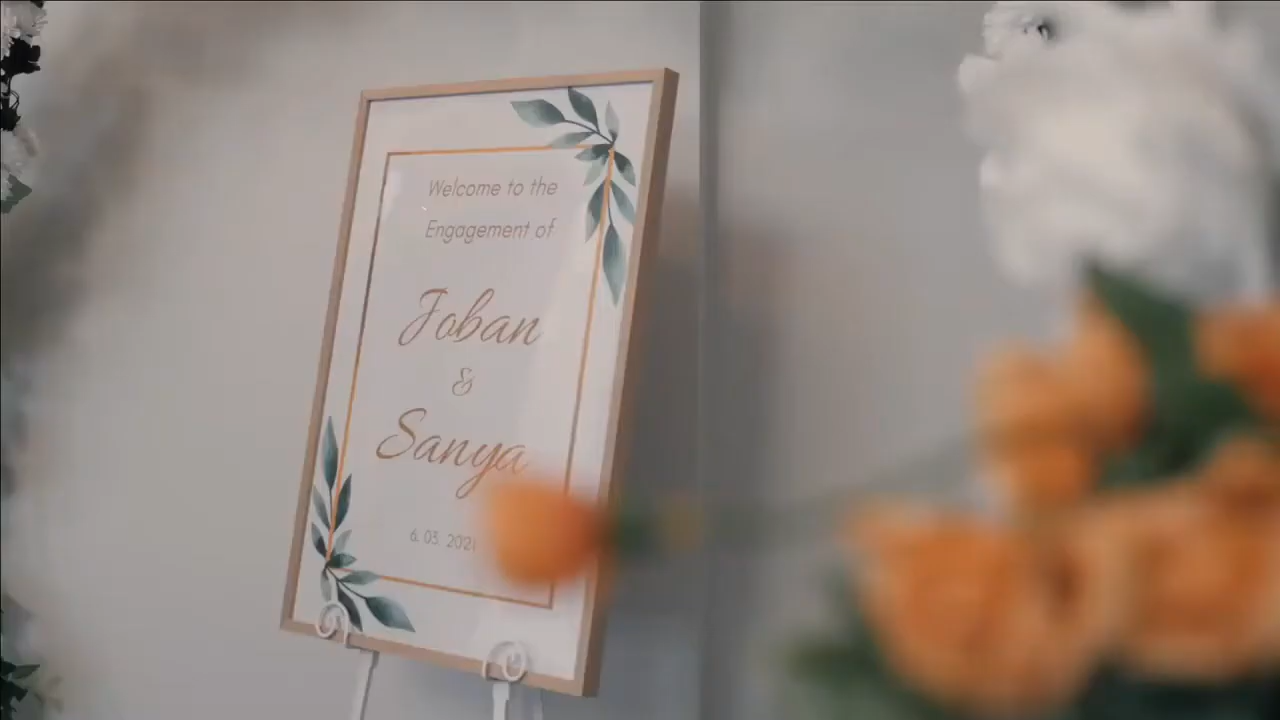 Welcome to the
Engagement of
Joban
&
Sanya
6. 03. 2021